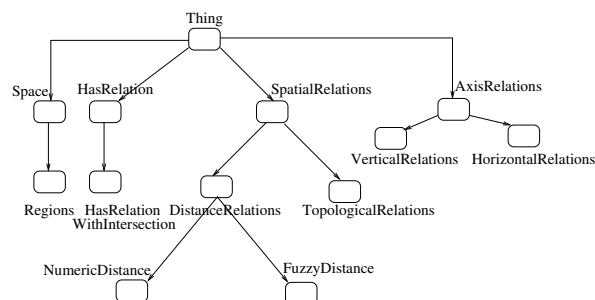 Thing
Space
HasRelation
SpatialRelations
AxisRelations
VerticalRelations
HorizontalRelations
Regions
HasRelation
WithIntersection
DistanceRelations
TopologicalRelations
NumericDistance
FuzzyDistance